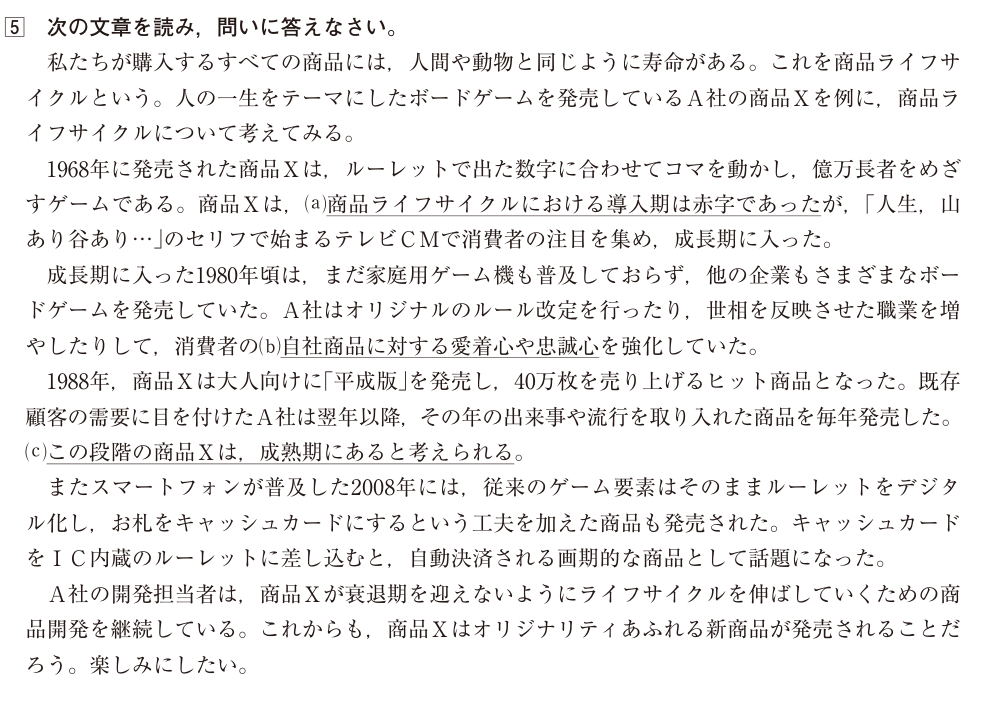 5 次の文章を読み，問いに答えなさい。
私たちが購入するすべての商品には，人間や動物と同じように寿命がある。これを商品ライフサ
イクルという。人の一生をテーマにしたボードゲームを発売しているＡ社の商品Ｘを例に，商品ラ
イフサイクルについて考えてみる。
1968年に発売された商品Ｘは，ルーレットで出た数字に合わせてコマを動かし，億万長者をめざ
すゲームである。商品Ｘは，(a)商品ライフサイクルにおける導入期は赤字であったが，「人生，山
あり谷あり…」のセリフで始まるテレビＣＭで消費者の注目を集め，成長期に入った。
成長期に入った1980年頃は，まだ家庭用ゲーム機も普及しておらず，他の企業もさまざまなボー
ドゲームを発売していた。Ａ社はオリジナルのルール改定を行ったり，世相を反映させた職業を増
やしたりして，消費者の(b)自社商品に対する愛着心や忠誠心を強化していた。
1988年，商品Ｘは大人向けに「平成版」を発売し，40万枚を売り上げるヒット商品となった。既存
顧客の需要に目を付けたＡ社は翌年以降，その年の出来事や流行を取り入れた商品を毎年発売した。
(c)この段階の商品Ｘは，成熟期にあると考えられる。
またスマートフォンが普及した2008年には，従来のゲーム要素はそのままルーレットをデジタ
ル化し，お札をキャッシュカードにするという工夫を加えた商品も発売された。キャッシュカード
をＩＣ内蔵のルーレットに差し込むと，自動決済される画期的な商品として話題になった。
Ａ社の開発担当者は，商品Ｘが衰退期を迎えないようにライフサイクルを伸ばしていくための商
品開発を継続している。これからも，商品Ｘはオリジナリティあふれる新商品が発売されることだ
ろう。楽しみにしたい。